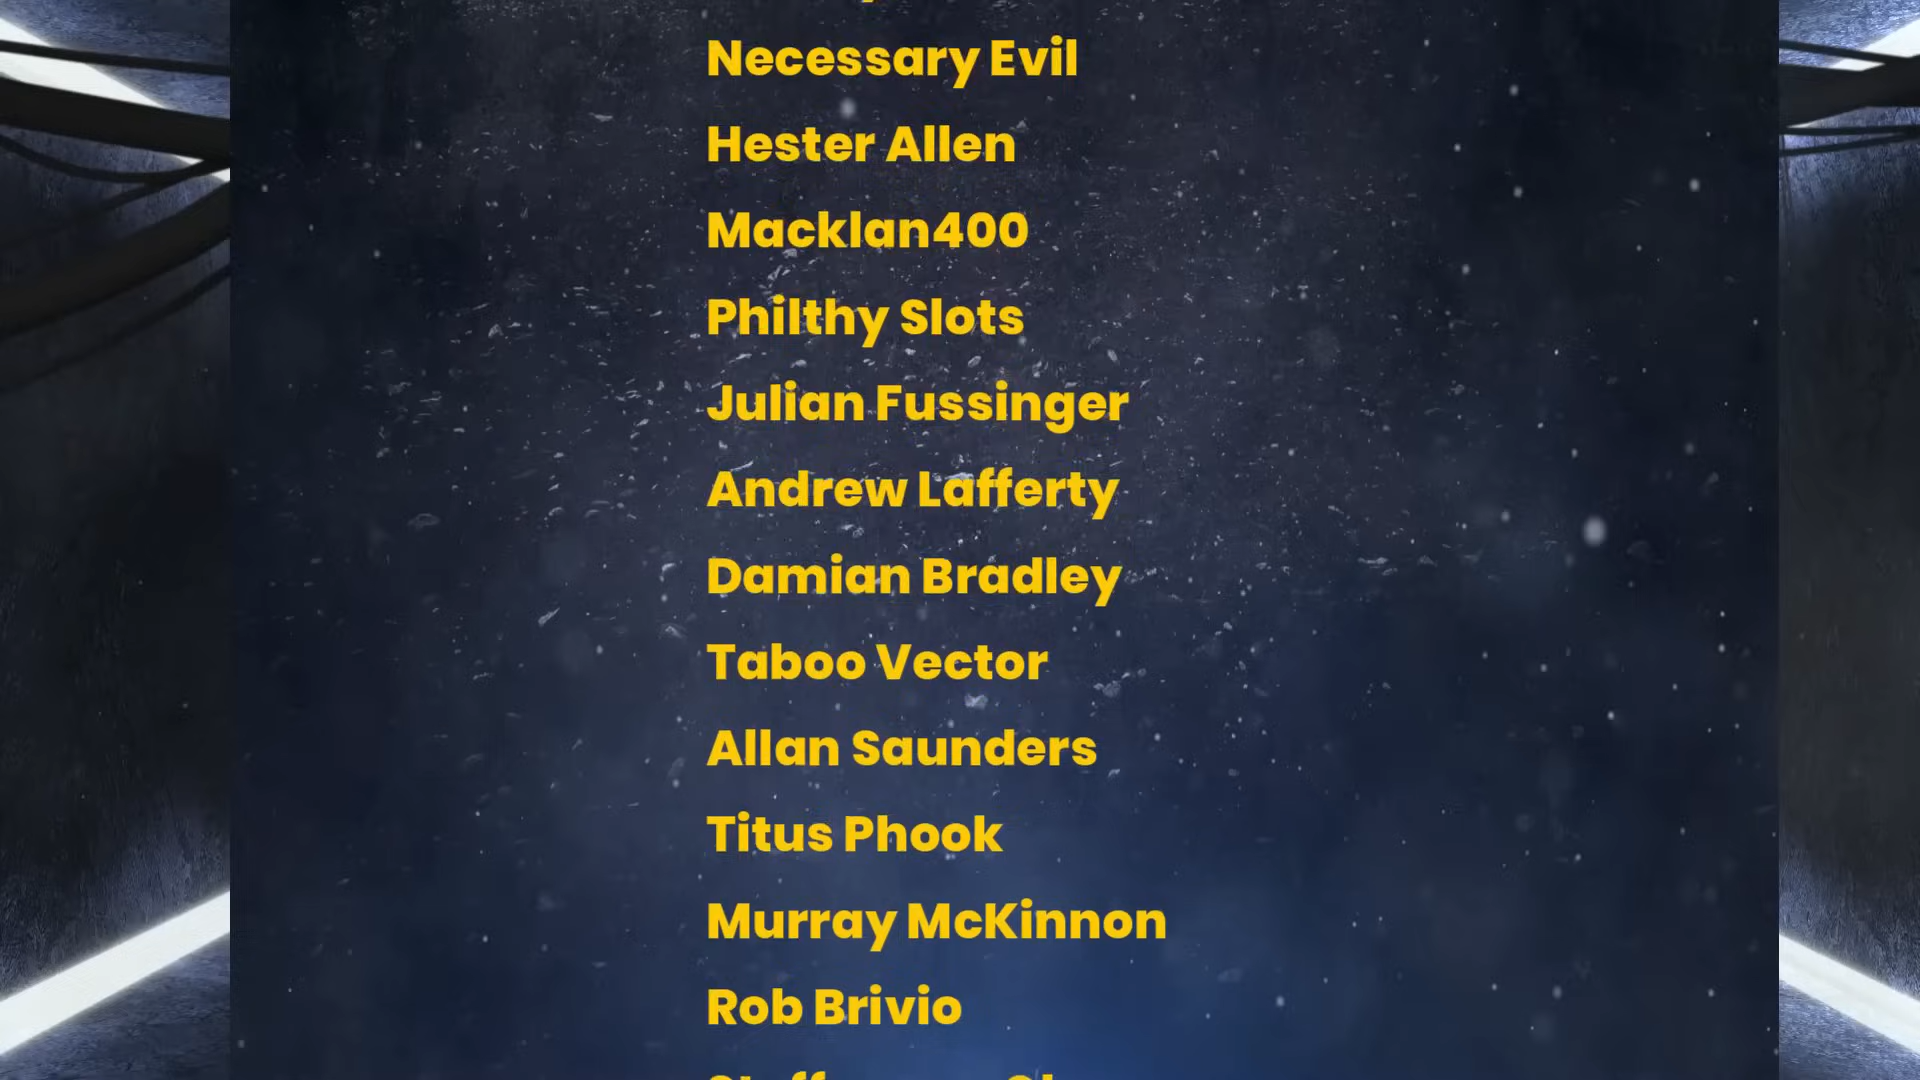 Necessary Evil
Hester Allen
Macklan400
Philthy Slots
Julian Fussinger
Andrew Lafferty
Damian Bradley
Taboo Vector
Allan Saunders
Titus Phook
Murray McKinnon
Rob Brivio